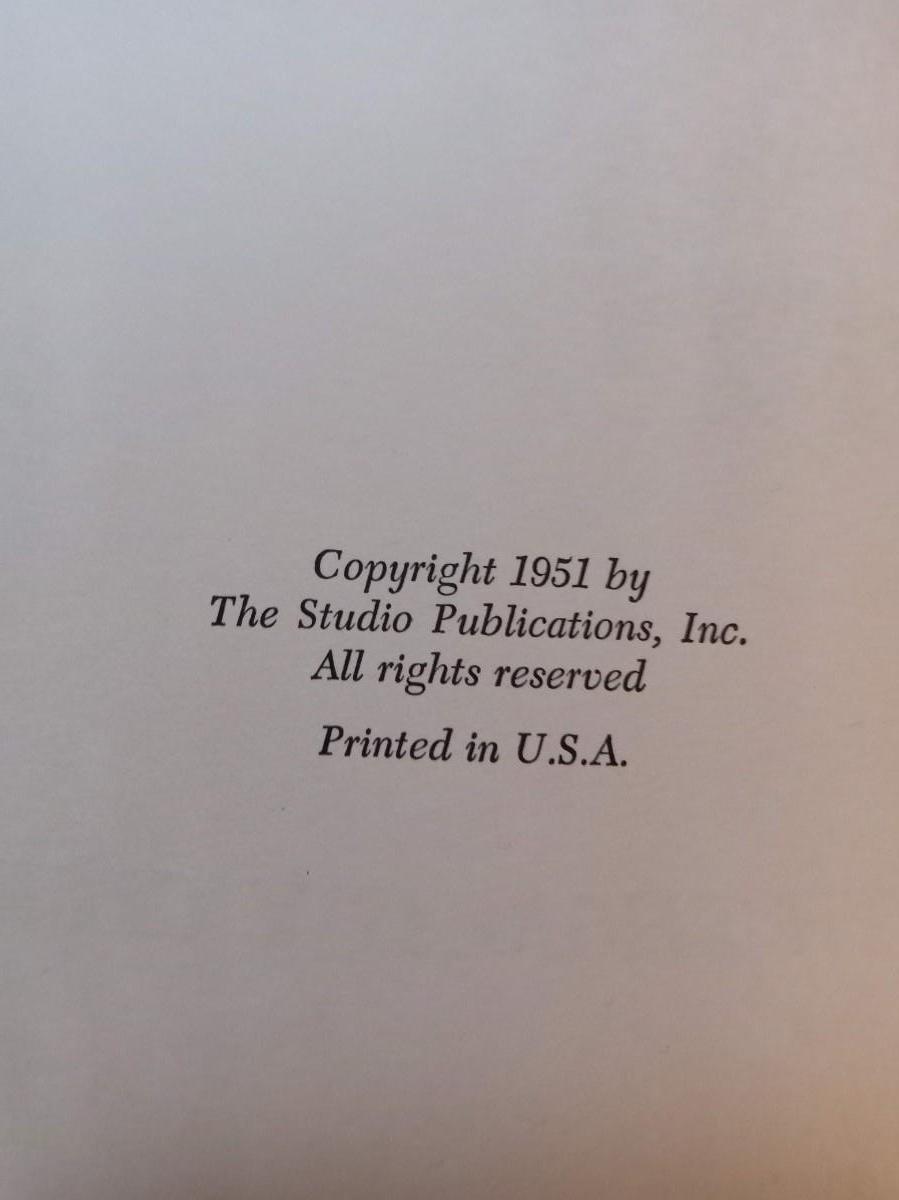 Copyright 1951 by
The Studio Publications, Inc.
All rights reserved
Printed in U.S.A.